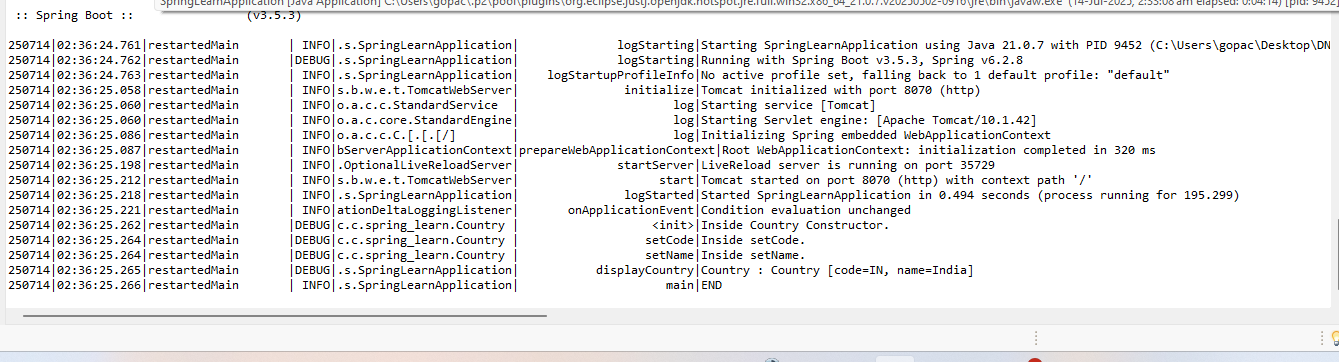 SpringLearnApplication [Java Application] C:\Users\gopac\.p2\pool\plugins\org.eclipse.justj.openjdk.hotspot.jre.full.win32.x86_64_21.0.7.v20250502-0916\jre\bin\javaw.exe (14-Jul-2025, 2:33:08 am elapsed: 0:04:14) [pid: 9452]
:: Spring Boot :: (v3.5.3)
250714|02:36:24.761|restartedMain | INFO|.s.SpringLearnApplication| logStarting|Starting SpringLearnApplication using Java 21.0.7 with PID 9452 (C:\Users\gopac\Desktop\DN
250714|02:36:24.762|restartedMain |DEBUG|.s.SpringLearnApplication| logStarting|Running with Spring Boot v3.5.3, Spring v6.2.8
250714|02:36:24.763|restartedMain | INFO|.s.SpringLearnApplication| logStartupProfileInfo|No active profile set, falling back to 1 default profile: "default"
250714|02:36:25.058|restartedMain | INFO|s.b.w.e.t.TomcatWebServer| initialize|Tomcat initialized with port 8070 (http)
250714|02:36:25.060|restartedMain | INFO|o.a.c.c.StandardService | log|Starting service [Tomcat]
250714|02:36:25.060|restartedMain | INFO|o.a.c.core.StandardEngine| log|Starting Servlet engine: [Apache Tomcat/10.1.42]
250714|02:36:25.086|restartedMain | INFO|o.a.c.c.C.[.[.[/] | log|Initializing Spring embedded WebApplicationContext
250714|02:36:25.087|restartedMain | INFO|bServerApplicationContext|prepareWebApplicationContext|Root WebApplicationContext: initialization completed in 320 ms
250714|02:36:25.198|restartedMain | INFO|.OptionalLiveReloadServer| startServer|LiveReload server is running on port 35729
250714|02:36:25.212|restartedMain | INFO|s.b.w.e.t.TomcatWebServer| start|Tomcat started on port 8070 (http) with context path '/'
250714|02:36:25.218|restartedMain | INFO|.s.SpringLearnApplication| logStarted|Started SpringLearnApplication in 0.494 seconds (process running for 195.299)
250714|02:36:25.221|restartedMain | INFO|ationDeltaLoggingListener| onApplicationEvent|Condition evaluation unchanged
250714|02:36:25.262|restartedMain |DEBUG|c.c.spring_learn.Country | <init>|Inside Country Constructor.
250714|02:36:25.264|restartedMain |DEBUG|c.c.spring_learn.Country | setCode|Inside setCode.
250714|02:36:25.264|restartedMain |DEBUG|c.c.spring_learn.Country | setName|Inside setName.
250714|02:36:25.265|restartedMain |DEBUG|.s.SpringLearnApplication| displayCountry|Country : Country [code=IN, name=India]
250714|02:36:25.266|restartedMain | INFO|.s.SpringLearnApplication| main|END